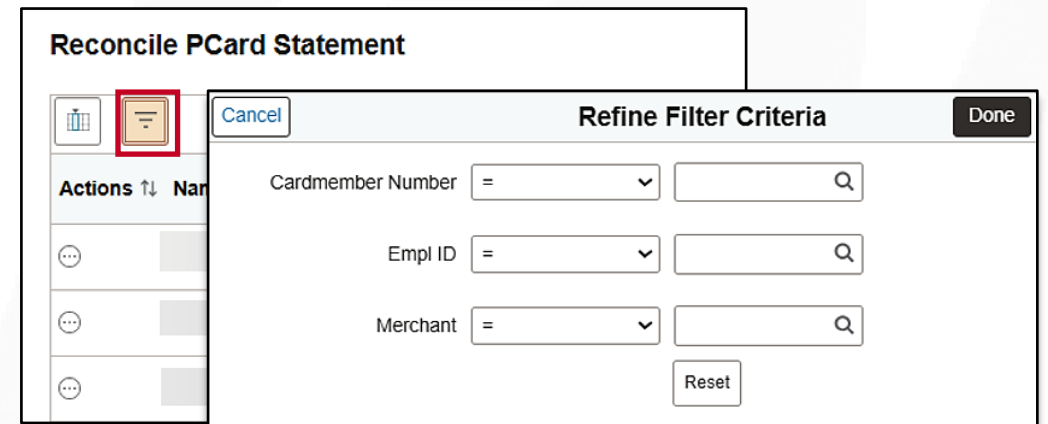 Reconcile PCard Statement
Cancel
Refine Filter Criteria
Done
Actions
Cardmember Number =
Empl ID =
Merchant =
Reset